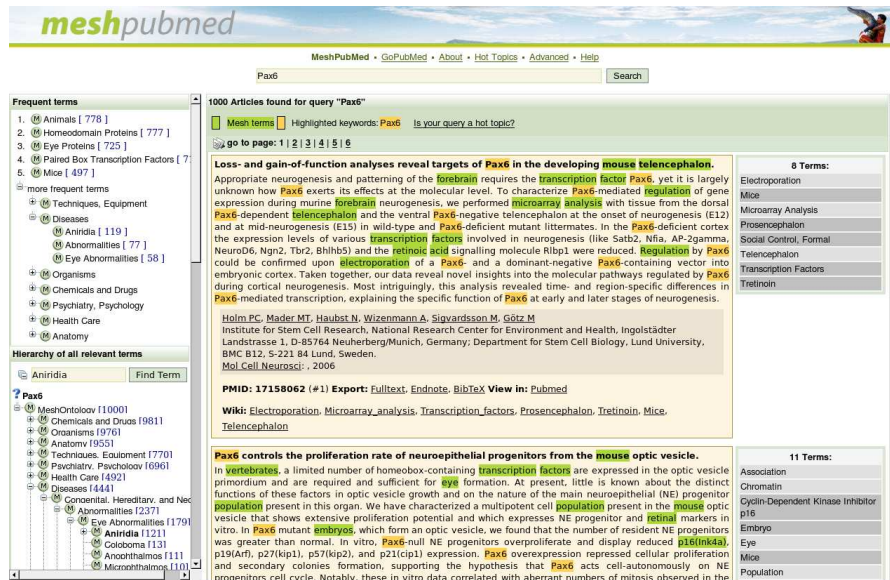 meshpubmed
MeshPubMed • GoPubMed • About • Hot Topics • Advanced • Help
Pax6 Search
Frequent terms
1. Animals [ 778 ]
2. Homeodomain Proteins [ 777 ]
3. Eye Proteins [ 725 ]
4. Paired Box Transcription Factors [ 7
5. Mice [ 497 ]
more frequent terms
Techniques, Equipment
Diseases
Aniridia [ 119 ]
Abnormalities [ 77 ]
Eye Abnormalities [ 58 ]
Organisms
Chemicals and Drugs
Psychiatry, Psychology
Health Care
Anatomy
Hierarchy of all relevant terms
Aniridia Find Term
? Pax6
MeshOntology [1000]
Chemicals and Drugs [981]
Organisms [976]
Anatomy [955]
Techniques, Equipment [770]
Psychiatry, Psychology [696]
Health Care [492]
Diseases [444]
Congenital, Hereditary, and Neo
Abnormalities [237]
Eye Abnormalities [179]
Aniridia [121]
Coloboma [13]
Anophthalmos [11]
Microphthalmos [10]
1000 Articles found for query "Pax6"
Mesh terms Highlighted keywords: Pax6 Is your query a hot topic?
go to page: 1 | 2 | 3 | 4 | 5 | 6
Loss- and gain-of-function analyses reveal targets of Pax6 in the developing mouse telencephalon.
Appropriate neurogenesis and patterning of the forebrain requires the transcription factor Pax6, yet it is largely
unknown how Pax6 exerts its effects at the molecular level. To characterize Pax6-mediated regulation of gene
expression during murine forebrain neurogenesis, we performed microarray analysis with tissue from the dorsal
Pax6-dependent telencephalon and the ventral Pax6-negative telencephalon at the onset of neurogenesis (E12)
and at mid-neurogenesis (E15) in wild-type and Pax6-deficient mutant littermates. In the Pax6-deficient cortex
the expression levels of various transcription factors involved in neurogenesis (like Satb2, Nfia, AP-2gamma,
NeuroD6, Ngn2, Tbr2, Bhlhb5) and the retinoic acid signalling molecule Rlbp1 were reduced. Regulation by Pax6
could be confirmed upon electroporation of a Pax6- and a dominant-negative Pax6-containing vector into
embryonic cortex. Taken together, our data reveal novel insights into the molecular pathways regulated by Pax6
during cortical neurogenesis. Most intriguingly, this analysis revealed time- and region-specific differences in
Pax6-mediated transcription, explaining the specific function of Pax6 at early and later stages of neurogenesis.
Holm PC, Mader MT, Haubst N, Wizenmann A, Sigvardsson M, Götz M
Institute for Stem Cell Research, National Research Center for Environment and Health, Ingolstädter
Landstrasse 1, D-85764 Neuherberg/Munich, Germany; Department for Stem Cell Biology, Lund University,
BMC B12, S-221 84 Lund, Sweden.
Mol Cell Neurosci: , 2006
PMID: 17158062 (#1) Export: Fulltext, Endnote, BibTeX View in: Pubmed
Wiki: Electroporation, Microarray_analysis, Transcription_factors, Prosencephalon, Tretinoin, Mice,
Telencephalon
8 Terms:
Electroporation
Mice
Microarray Analysis
Prosencephalon
Social Control, Formal
Telencephalon
Transcription Factors
Tretinoin
Pax6 controls the proliferation rate of neuroepithelial progenitors from the mouse optic vesicle.
In vertebrates, a limited number of homeobox-containing transcription factors are expressed in the optic vesicle
primordium and are required and sufficient for eye formation. At present, little is known about the distinct
functions of these factors in optic vesicle growth and on the nature of the main neuroepithelial (NE) progenitor
population present in this organ. We have characterized a multipotent cell population present in the mouse optic
vesicle that shows extensive proliferation potential and which expresses NE progenitor and retinal markers in
vitro. In Pax6 mutant embryos, which form an optic vesicle, we found that the number of resident NE progenitors
was greater than normal. In vitro, Pax6-null NE progenitors overproliferate and display reduced p16(Ink4a),
p19(Arf), p27(kip1), p57(kip2), and p21(cip1) expression. Pax6 overexpression repressed cellular proliferation
and secondary colonies formation, supporting the hypothesis that Pax6 acts cell-autonomously on NE
progenitors cell cycle. Notably, these in vitro data correlated with aberrant numbers of mitosis observed in the
11 Terms:
Association
Chromatin
Cyclin-Dependent Kinase Inhibitor
p16
Embryo
Eye
Mice
Population